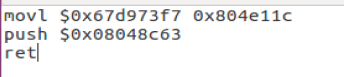 movl $0x67d973f7 0x804e11c
push $0x08048c63
ret